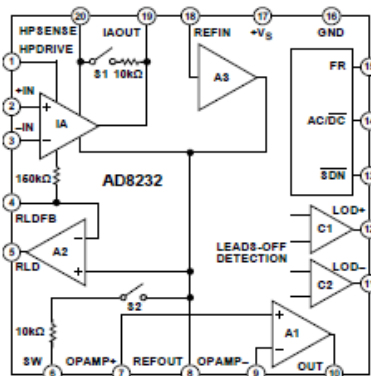 20 19 18 17 16
HPSENSE IAOUT REFIN +VS GND
HPDRIVE
1
S1 10kΩ
A3
FR
15
+IN
2
IA
AC/DC
14
–IN
3
150kΩ
AD8232
SDN
13
4
RLDFB
LOD+
C1
12
A2
5
RLD
LEADS-OFF
DETECTION
LOD–
C2
11
S2
10kΩ
A1
SW OPAMP+ REFOUT OPAMP– OUT
6 7 8 9 10